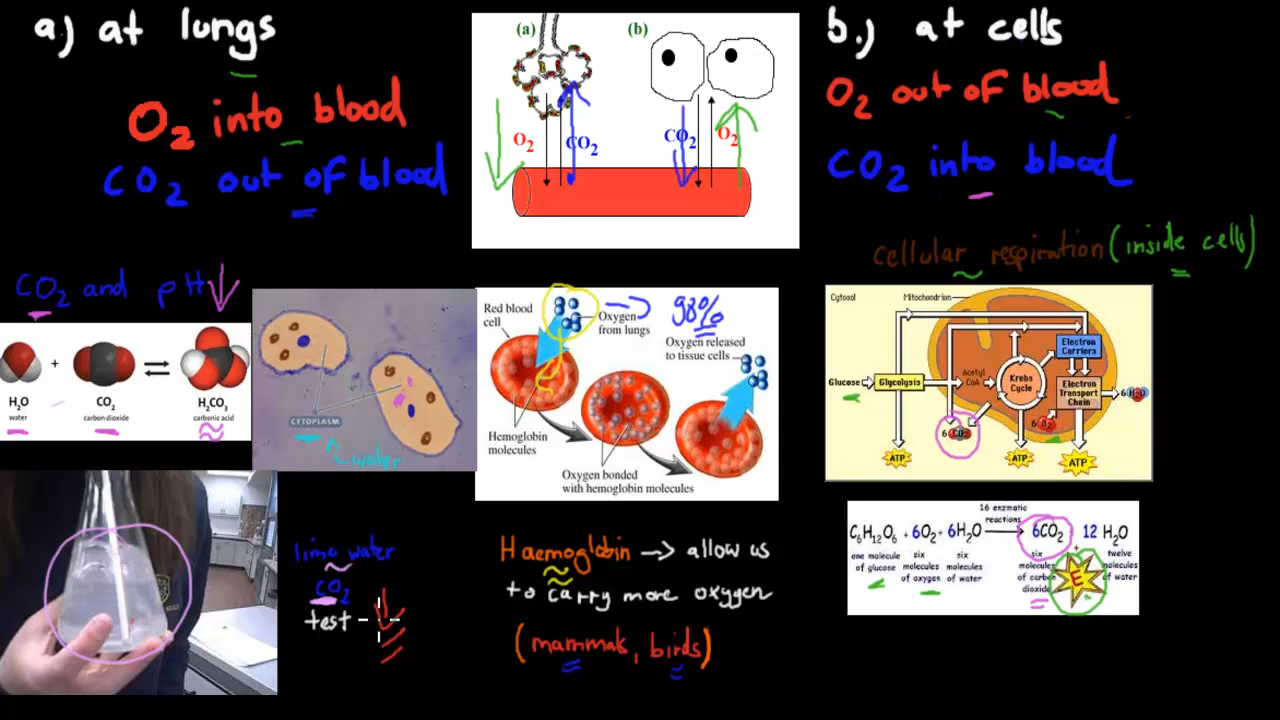 a.) at lungs
O2 into blood
CO2 out of blood
(a)
(b)
O2
CO2
CO2
O2
b.) at cells
O2 out of blood
CO2 into blood
cellular respiration (inside cells)
CO2 and pH
+
H2O
water
CO2
carbon dioxide
H2CO3
carbonic acid
CYTOPLASM
water
Red blood
cell
Oxygen
from lungs
98%
Oxygen released
to tissue cells
Hemoglobin
molecules
Oxygen bonded
with hemoglobin molecules
Cytosol
Mitochondrion
Glucose
Glycolysis
Acetyl
CoA
Krebs
Cycle
Electron
Carriers
Electron
Transport
Chain
6 H2O
6 O2
6 CO2
ATP
ATP
ATP
16 enzmatic
reactions
C6H12O6 + 6O2 + 6H2O 6CO2 + 12 H2O
one molecule
of glucose
six
molecules
of oxygen
six
molecules
of water
six
molecules
of carbon
dioxide
E
twelve
molecules
of water
lime water
CO2
test
Haemoglobin → allow us
to carry more oxygen
(mammals, birds)